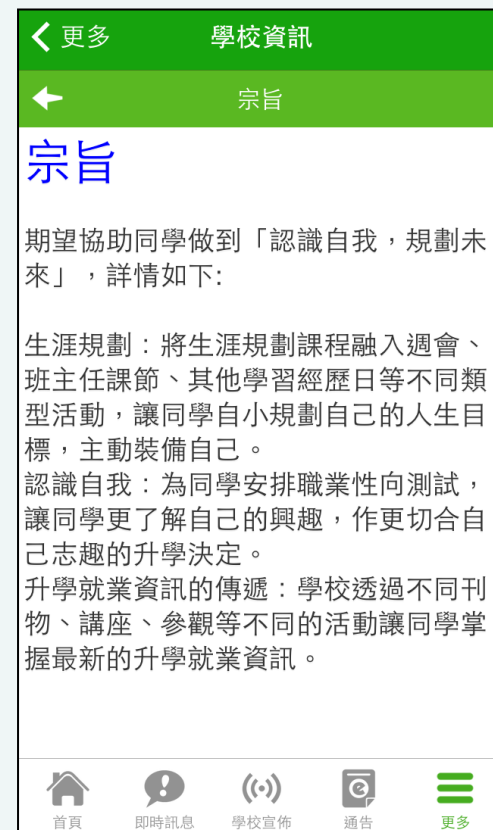 更多 學校資訊
宗旨
宗旨
期望協助同學做到「認識自我，規劃未
來」，詳情如下:
生涯規劃：將生涯規劃課程融入週會、
班主任課節、其他學習經歷日等不同類
型活動，讓同學自小規劃自己的人生目
標，主動裝備自己。
認識自我：為同學安排職業性向測試，
讓同學更了解自己的興趣，作更切合自
己志趣的升學決定。
升學就業資訊的傳遞：學校透過不同刊
物、講座、參觀等不同的活動讓同學掌
握最新的升學就業資訊。
首頁 即時訊息 學校宣佈 通告 更多